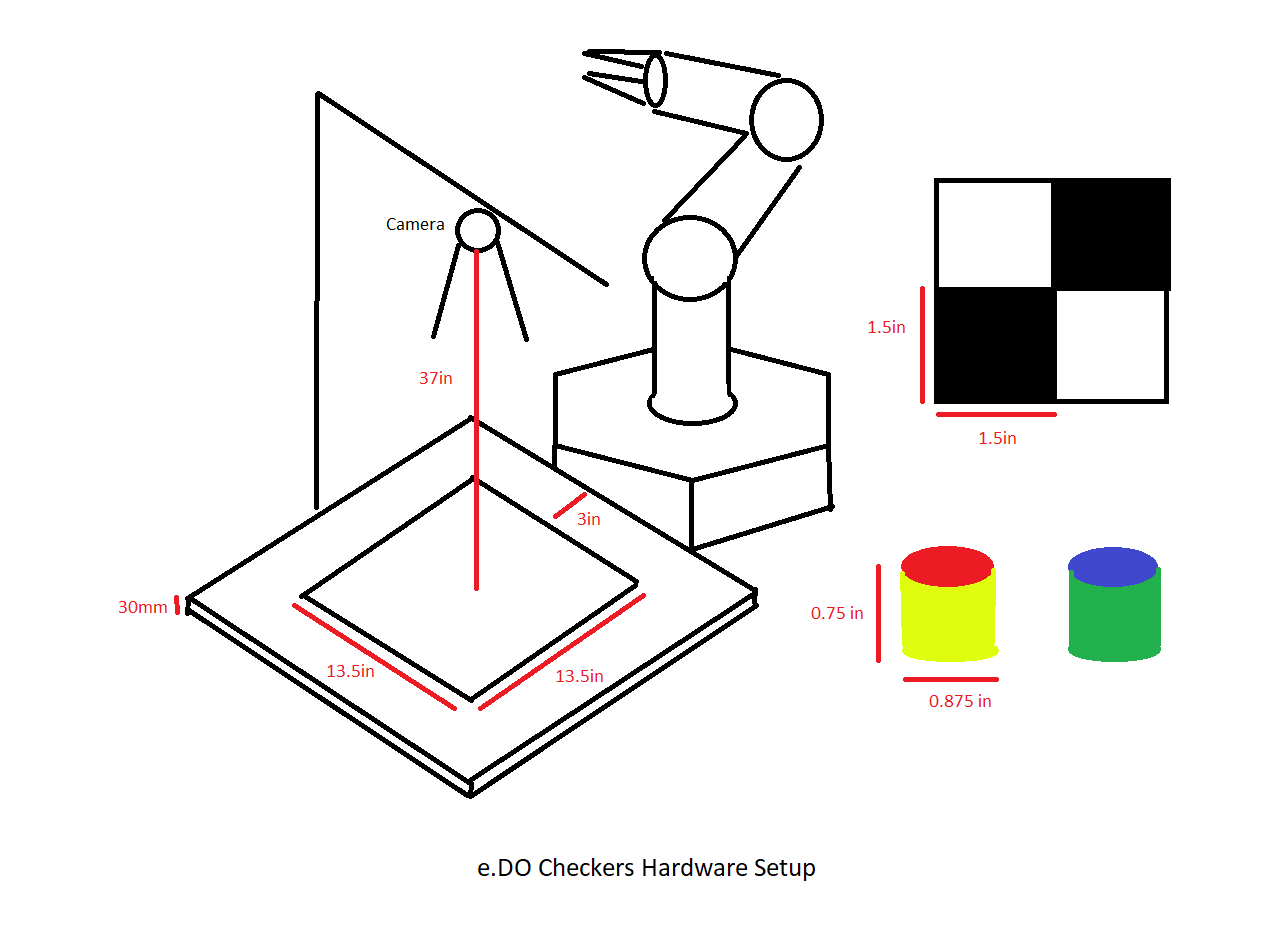 Camera
37in
1.5in
1.5in
3in
30mm
0.75 in
13.5in
13.5in
0.875 in
e.DO Checkers Hardware Setup